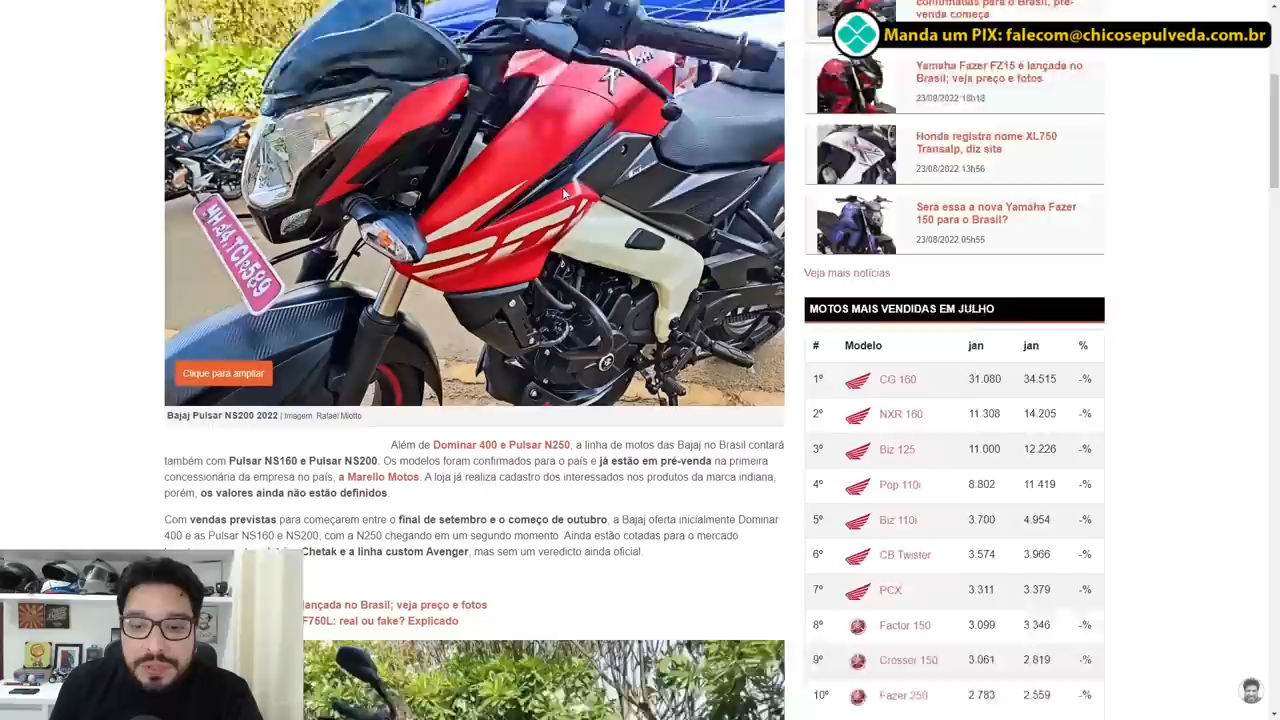 Manda um PIX: falecom@chicosepulveda.com.br
confirmadas para o Brasil; pré-
venda começa
Yamaha Fazer FZ15 é lançada no
Brasil; veja preço e fotos
23/08/2022 18h18
Honda registra nome XL750
Transalp, diz site
23/08/2022 13h56
Será essa a nova Yamaha Fazer
150 para o Brasil?
23/08/2022 05h55
Veja mais notícias
MOTOS MAIS VENDIDAS EM JULHO
# Modelo jan jan %
1º CG 160 31.080 34.515 -%
2º NXR 160 11.308 14.205 -%
3º Biz 125 11.000 12.226 -%
4º Pop 110i 8.802 11.419 -%
5º Biz 110i 3.700 4.954 -%
6º CB Twister 3.574 3.966 -%
7º PCX 3.311 3.379 -%
8º Factor 150 3.099 3.346 -%
9º Crosser 150 3.061 2.819 -%
10º Fazer 250 2.783 2.559 -%
Clique para ampliar
Bajaj Pulsar NS200 2022 | Imagem: Rafael Miotto
Além de Dominar 400 e Pulsar N250, a linha de motos das Bajaj no Brasil contará
também com Pulsar NS160 e Pulsar NS200. Os modelos foram confirmados para o país e já estão em pré-venda na primeira
concessionária da empresa no país, a Marello Motos. A loja já realiza cadastro dos interessados nos produtos da marca indiana,
porém, os valores ainda não estão definidos.
Com vendas previstas para começarem entre o final de setembro e o começo de outubro, a Bajaj oferta inicialmente Dominar
400 e as Pulsar NS160 e NS200, com a N250 chegando em um segundo momento. Ainda estão cotadas para o mercado
Chetak e a linha custom Avenger, mas sem um veredicto ainda oficial.
lançada no Brasil; veja preço e fotos
F750L: real ou fake? Explicado